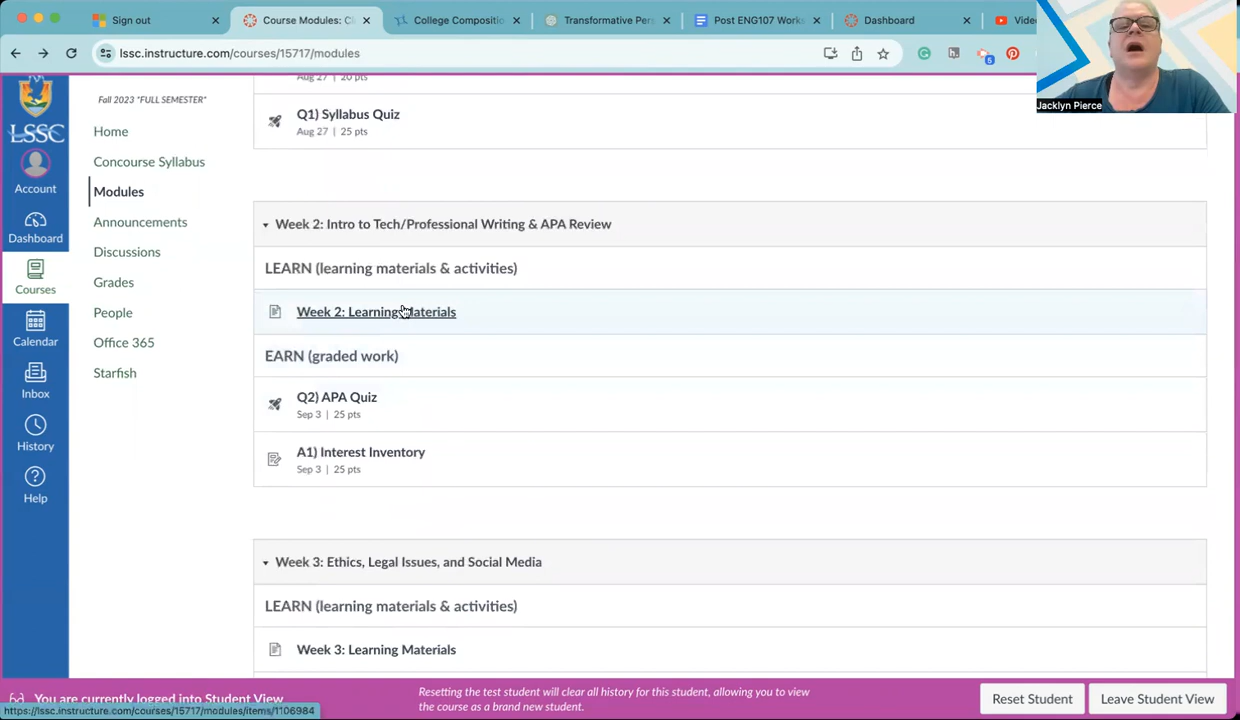 Sign out
Course Modules: C
College Compositio
Transformative Per
Post ENG107 Works
Dashboard
Vide
lssc.instructure.com/courses/15717/modules
5
Jacklyn Pierce
LSSC
Account
Dashboard
Courses
Calendar
Inbox
History
Help
Fall 2023 "FULL SEMESTER"
Home
Concourse Syllabus
Modules
Announcements
Discussions
Grades
People
Office 365
Starfish
Aug 27 | 20 pts
Q1) Syllabus Quiz
Aug 27 | 25 pts
Week 2: Intro to Tech/Professional Writing & APA Review
LEARN (learning materials & activities)
Week 2: Learning Materials
EARN (graded work)
Q2) APA Quiz
Sep 3 | 25 pts
A1) Interest Inventory
Sep 3 | 25 pts
Week 3: Ethics, Legal Issues, and Social Media
LEARN (learning materials & activities)
Week 3: Learning Materials
You are currently logged into Student View
Resetting the test student will clear all history for this student, allowing you to view
the course as a brand new student.
Reset Student
Leave Student View
https://lssc.instructure.com/courses/15717/modules/items/1106984